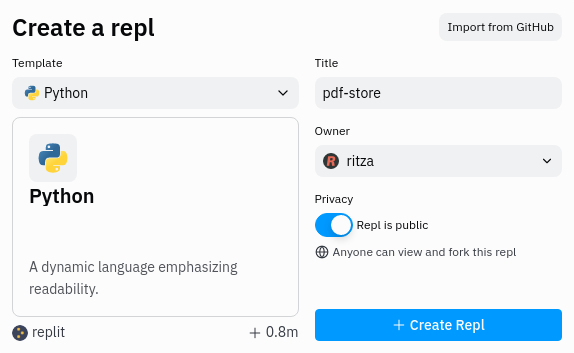 Create a repl
Import from GitHub
Template
Python
Python
A dynamic language emphasizing
readability.
replit
+ 0.8m
Title
pdf-store
Owner
R ritza
Privacy
Repl is public
Anyone can view and fork this repl
+ Create Repl